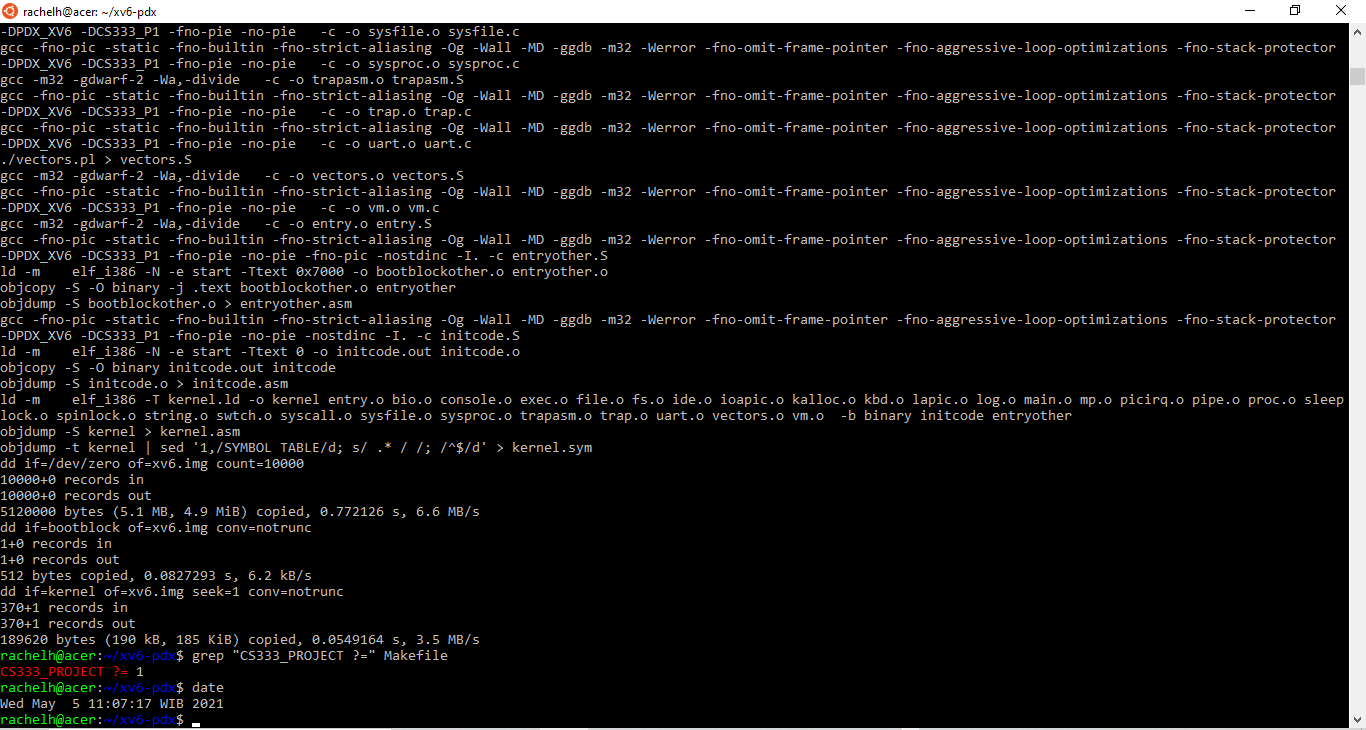 rachelh@acer: ~/xv6-pdx
-DPDX_XV6 -DCS333_P1 -fno-pie -no-pie   -c -o sysfile.o sysfile.c
gcc -fno-pic -static -fno-builtin -fno-strict-aliasing -Og -Wall -MD -ggdb -m32 -Werror -fno-omit-frame-pointer -fno-aggressive-loop-optimizations -fno-stack-protector
-DPDX_XV6 -DCS333_P1 -fno-pie -no-pie   -c -o sysproc.o sysproc.c
gcc -m32 -gdwarf-2 -Wa,-divide   -c -o trapasm.o trapasm.S
gcc -fno-pic -static -fno-builtin -fno-strict-aliasing -Og -Wall -MD -ggdb -m32 -Werror -fno-omit-frame-pointer -fno-aggressive-loop-optimizations -fno-stack-protector
-DPDX_XV6 -DCS333_P1 -fno-pie -no-pie   -c -o trap.o trap.c
gcc -fno-pic -static -fno-builtin -fno-strict-aliasing -Og -Wall -MD -ggdb -m32 -Werror -fno-omit-frame-pointer -fno-aggressive-loop-optimizations -fno-stack-protector
-DPDX_XV6 -DCS333_P1 -fno-pie -no-pie   -c -o uart.o uart.c
./vectors.pl > vectors.S
gcc -m32 -gdwarf-2 -Wa,-divide   -c -o vectors.o vectors.S
gcc -fno-pic -static -fno-builtin -fno-strict-aliasing -Og -Wall -MD -ggdb -m32 -Werror -fno-omit-frame-pointer -fno-aggressive-loop-optimizations -fno-stack-protector
-DPDX_XV6 -DCS333_P1 -fno-pie -no-pie   -c -o vm.o vm.c
gcc -m32 -gdwarf-2 -Wa,-divide   -c -o entry.o entry.S
gcc -fno-pic -static -fno-builtin -fno-strict-aliasing -Og -Wall -MD -ggdb -m32 -Werror -fno-omit-frame-pointer -fno-aggressive-loop-optimizations -fno-stack-protector
-DPDX_XV6 -DCS333_P1 -fno-pie -no-pie -fno-pic -nostdinc -I. -c entryother.S
ld -m    elf_i386 -N -e start -Ttext 0x7000 -o bootblockother.o entryother.o
objcopy -S -O binary -j .text bootblockother.o entryother
objdump -S bootblockother.o > entryother.asm
gcc -fno-pic -static -fno-builtin -fno-strict-aliasing -Og -Wall -MD -ggdb -m32 -Werror -fno-omit-frame-pointer -fno-aggressive-loop-optimizations -fno-stack-protector
-DPDX_XV6 -DCS333_P1 -fno-pie -no-pie -nostdinc -I. -c initcode.S
ld -m    elf_i386 -N -e start -Ttext 0 -o initcode.out initcode.o
objcopy -S -O binary initcode.out initcode
objdump -S initcode.o > initcode.asm
ld -m    elf_i386 -T kernel.ld -o kernel entry.o bio.o console.o exec.o file.o fs.o ide.o ioapic.o kalloc.o kbd.o lapic.o log.o main.o mp.o picirq.o pipe.o proc.o sleep
lock.o spinlock.o string.o swtch.o syscall.o sysfile.o sysproc.o trapasm.o trap.o uart.o vectors.o vm.o  -b binary initcode entryother
objdump -S kernel > kernel.asm
objdump -t kernel | sed '1,/SYMBOL TABLE/d; s/ .* / /; /^$/d' > kernel.sym
dd if=/dev/zero of=xv6.img count=10000
10000+0 records in
10000+0 records out
5120000 bytes (5.1 MB, 4.9 MiB) copied, 0.772126 s, 6.6 MB/s
dd if=bootblock of=xv6.img conv=notrunc
1+0 records in
1+0 records out
512 bytes copied, 0.0827293 s, 6.2 kB/s
dd if=kernel of=xv6.img seek=1 conv=notrunc
370+1 records in
370+1 records out
189620 bytes (190 kB, 185 KiB) copied, 0.0549164 s, 3.5 MB/s
rachelh@acer:~/xv6-pdx$ grep "CS333_PROJECT ?=" Makefile
CS333_PROJECT ?= 1
rachelh@acer:~/xv6-pdx$ date
Wed May  5 11:07:17 WIB 2021
rachelh@acer:~/xv6-pdx$